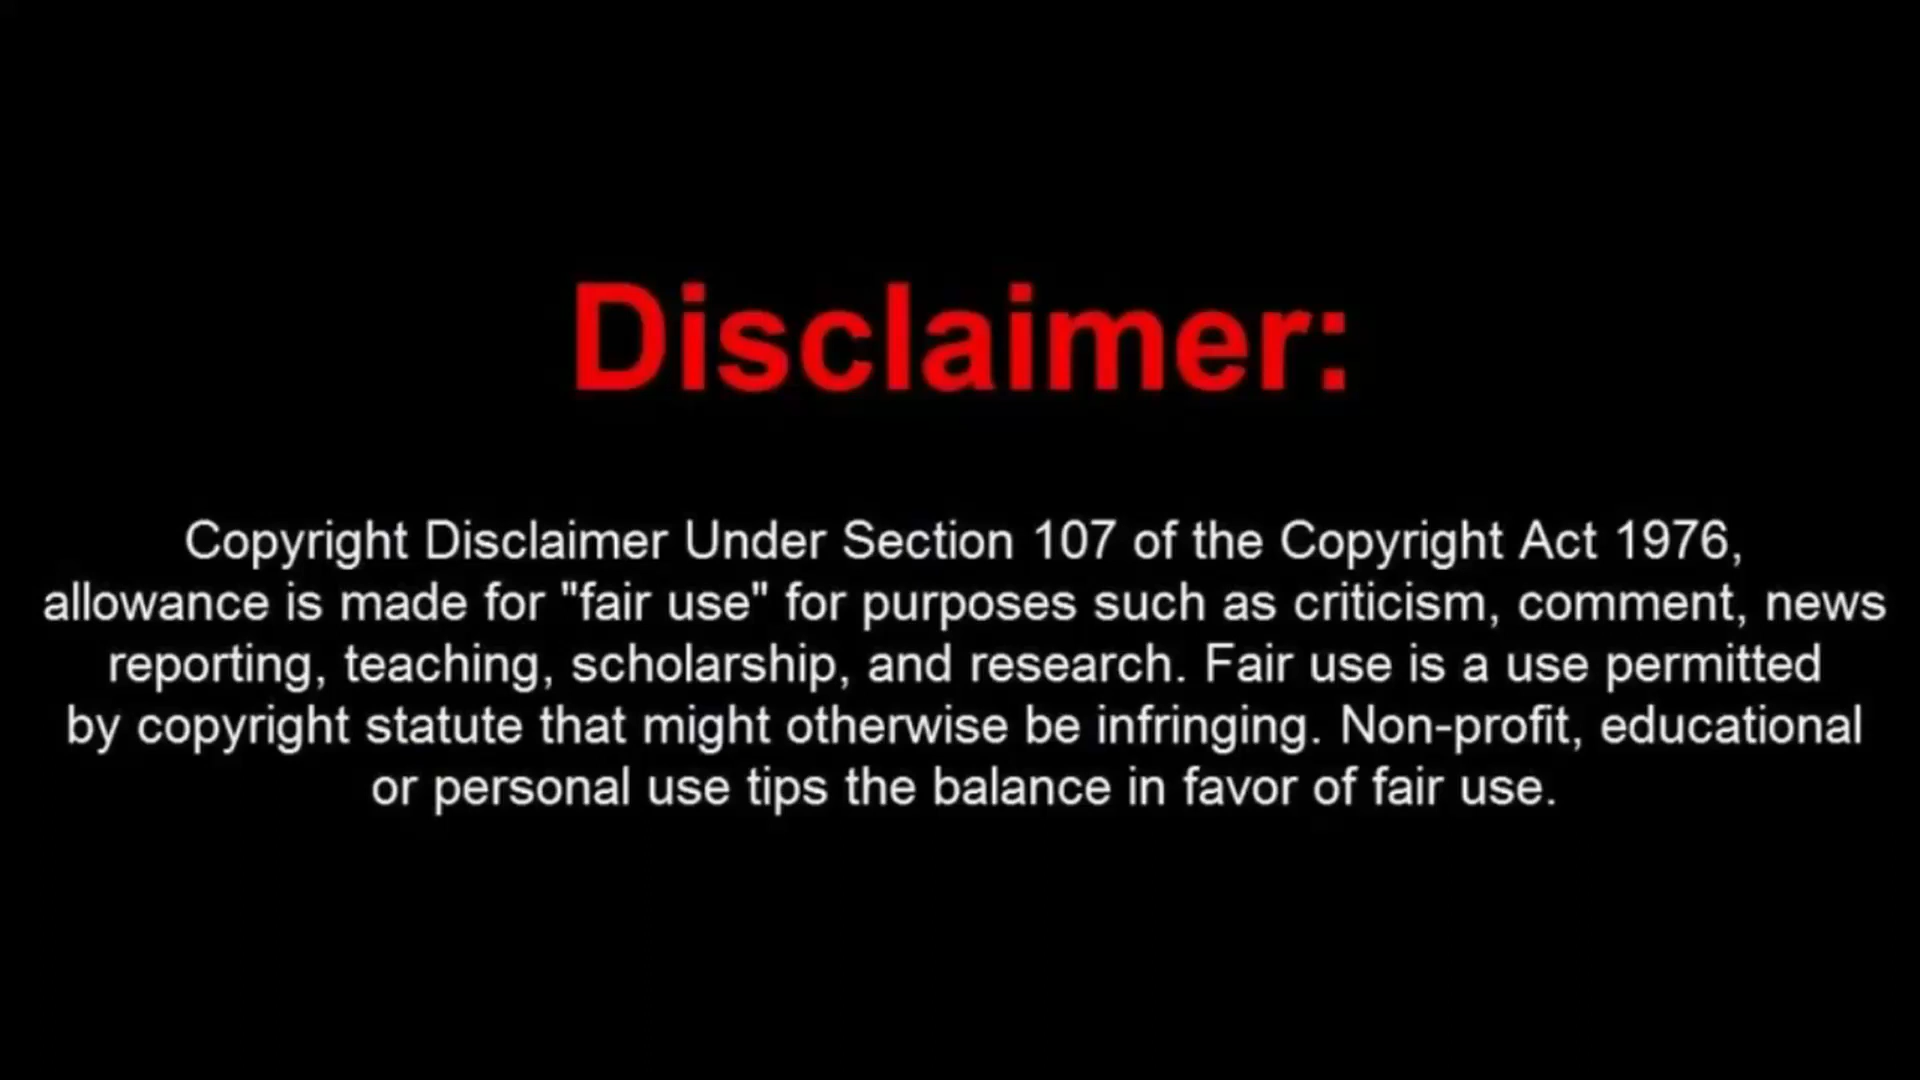 Disclaimer:
Copyright Disclaimer Under Section 107 of the Copyright Act 1976,
allowance is made for "fair use" for purposes such as criticism, comment, news
reporting, teaching, scholarship, and research. Fair use is a use permitted
by copyright statute that might otherwise be infringing. Non-profit, educational
or personal use tips the balance in favor of fair use.